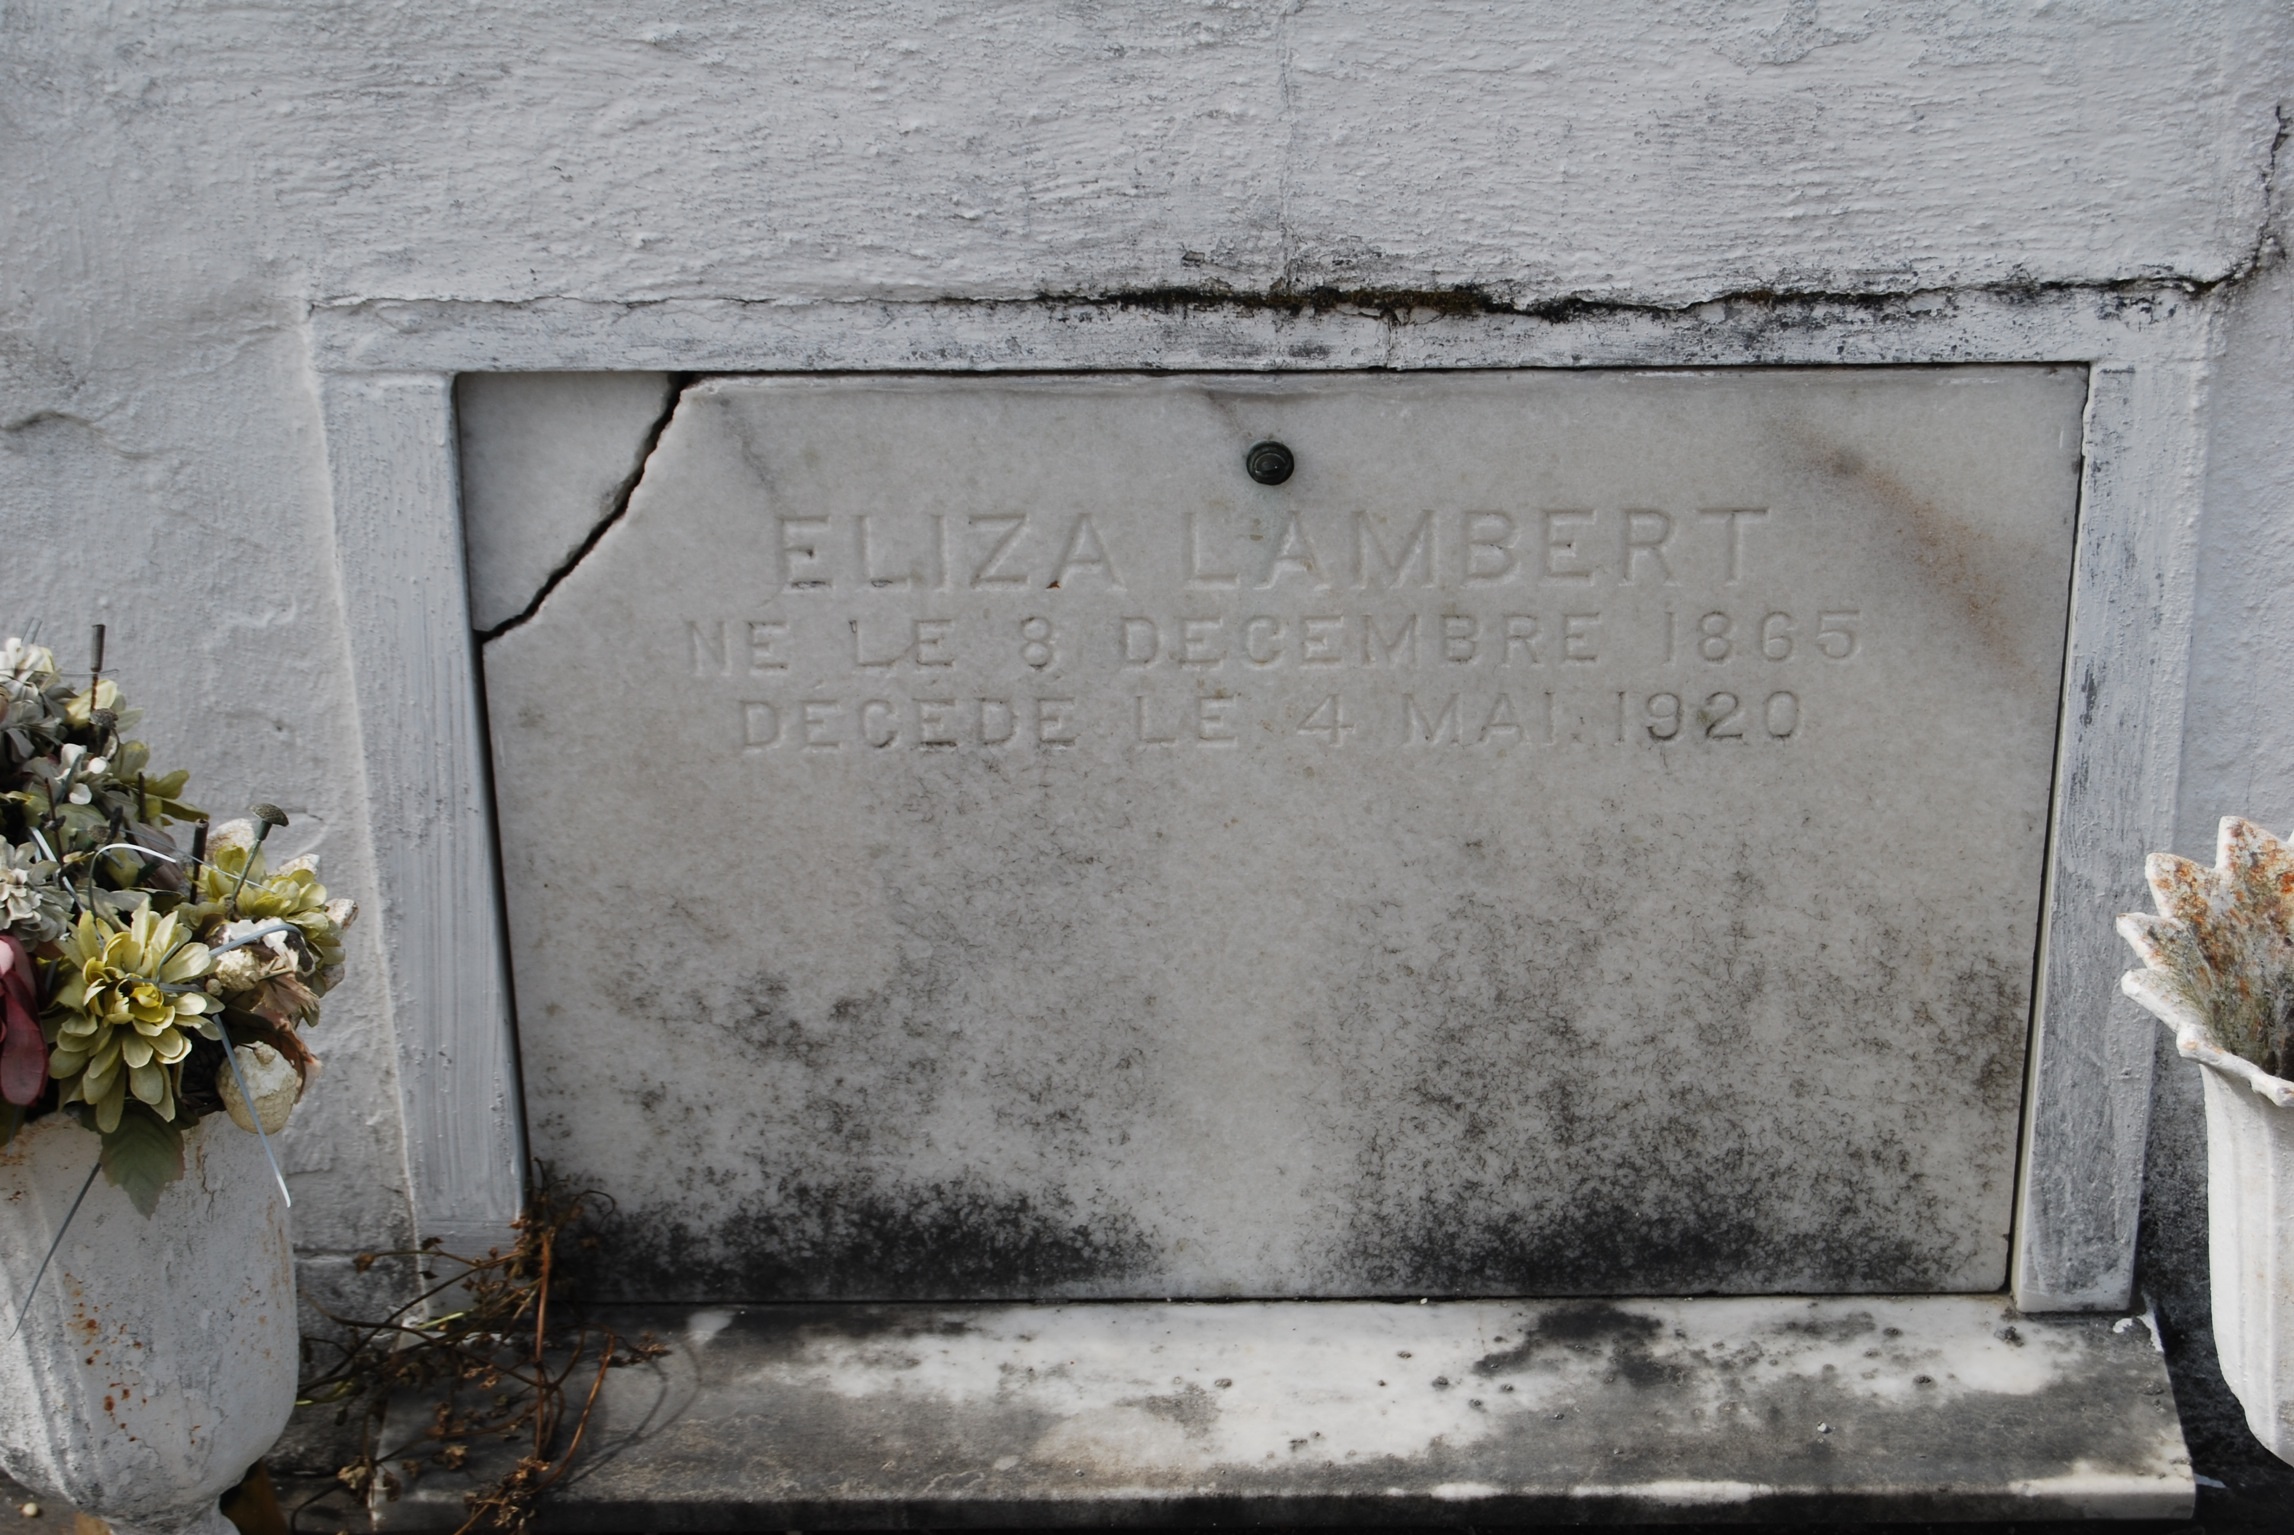 ELIZA LAMBERT
NE LE 8 DECEMBRE 1865
DECEDE LE 4 MAI. 1920